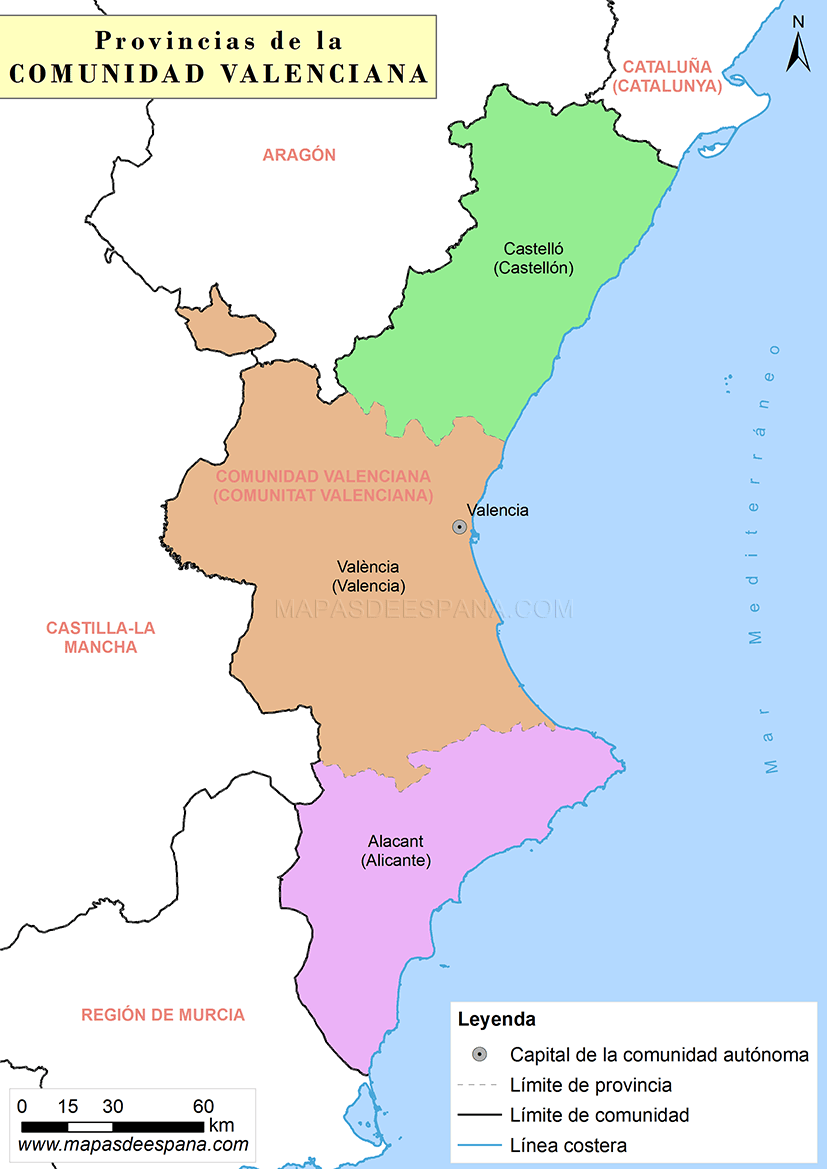 Provincias de la
COMUNIDAD VALENCIANA
N
CATALUÑA
(CATALUNYA)
ARAGÓN
Castelló
(Castellón)
Mar Mediterráneo
COMUNIDAD VALENCIANA
(COMUNITAT VALENCIANA)
Valencia
València
(Valencia)
MAPASDEESPANA.COM
CASTILLA-LA
MANCHA
Alacant
(Alicante)
REGIÓN DE MURCIA
Leyenda
Capital de la comunidad autónoma
Límite de provincia
Límite de comunidad
Línea costera
0 15 30 60
km
www.mapasdeespana.com